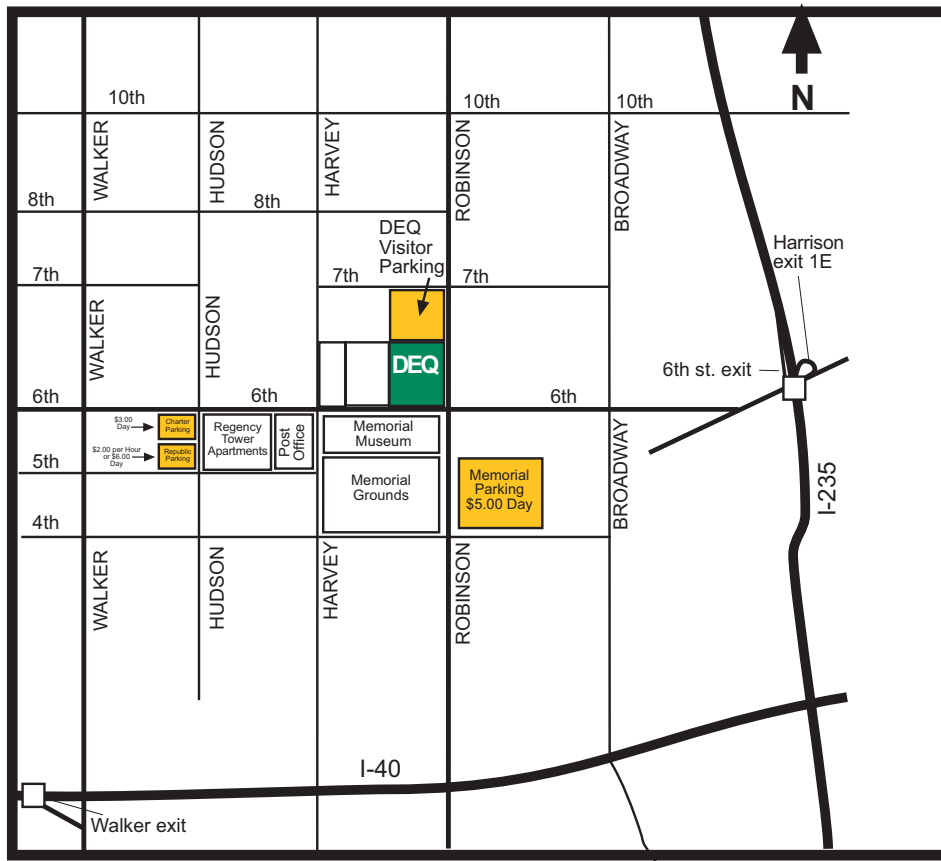 N
10th
10th
10th
WALKER
HUDSON
HARVEY
ROBINSON
BROADWAY
8th
8th
DEQ
Visitor
Parking
Harrison
exit 1E
7th
7th
7th
WALKER
HUDSON
DEQ
6th st. exit
6th
6th
6th
$3.00
Day
Charter
Parking
Regency
Tower
Apartments
Post
Office
Memorial
Museum
BROADWAY
$2.00 per Hour
or $6.00
Day
Republic
Parking
5th
Memorial
Grounds
Memorial
Parking
$5.00 Day
I-235
4th
WALKER
HUDSON
HARVEY
ROBINSON
I-40
Walker exit